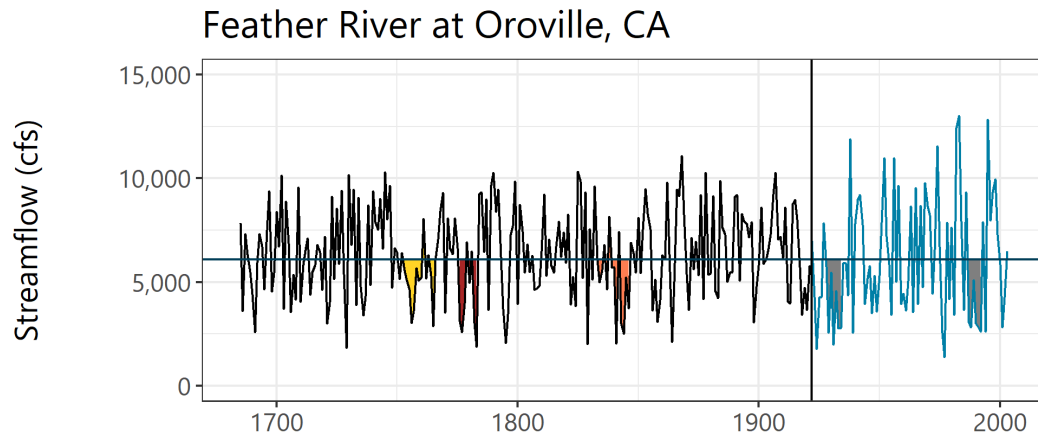 Feather River at Oroville, CA
Streamflow (cfs)
15,000
10,000
5,000
0
1700 1800 1900 2000